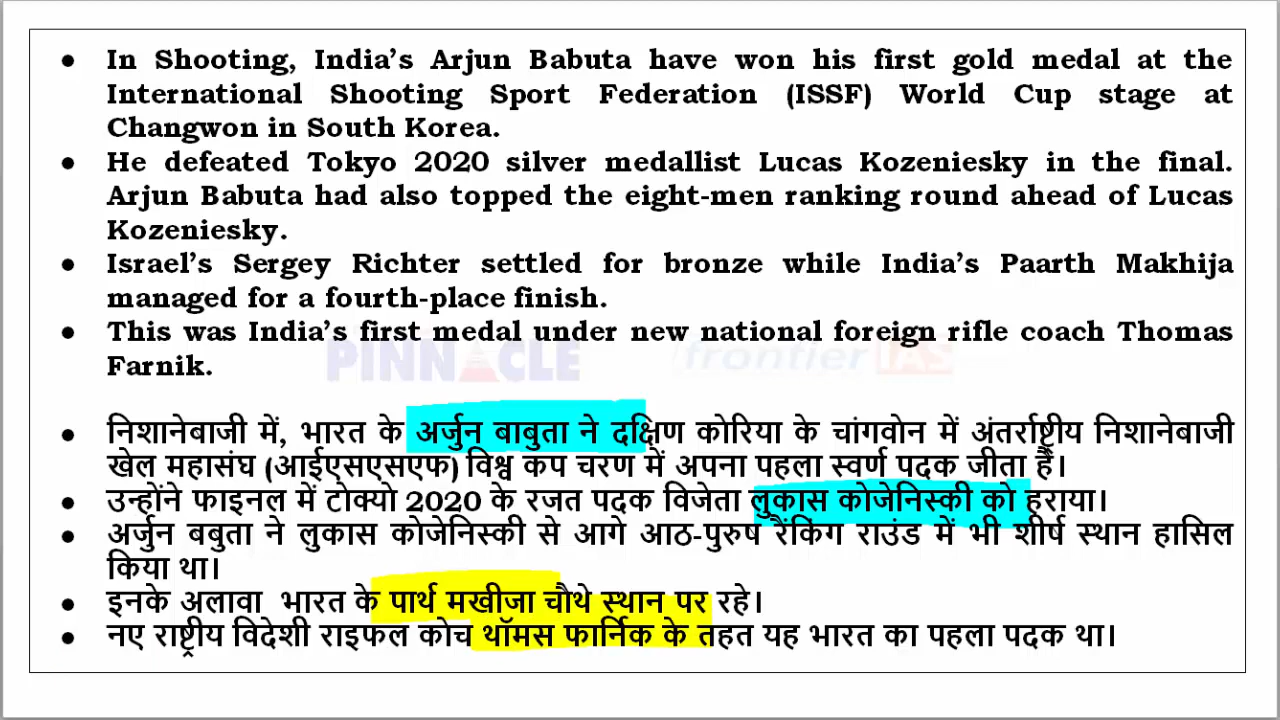 ● In Shooting, India's Arjun Babuta have won his first gold medal at the
International Shooting Sport Federation (ISSF) World Cup stage at
Changwon in South Korea.
● He defeated Tokyo 2020 silver medallist Lucas Kozeniesky in the final.
Arjun Babuta had also topped the eight-men ranking round ahead of Lucas
Kozeniesky.
● Israel's Sergey Richter settled for bronze while India's Paarth Makhija
managed for a fourth-place finish.
● This was India's first medal under new national foreign rifle coach Thomas
Farnik.
PINNACLE frontier IAS
● निशानेबाजी में, भारत के अर्जुन बाबुता ने दक्षिण कोरिया के चांगवोन में अंतर्राष्ट्रीय निशानेबाजी
खेल महासंघ (आईएसएसएफ) विश्व कप चरण में अपना पहला स्वर्ण पदक जीता है।
● उन्होंने फाइनल में टोक्यो 2020 के रजत पदक विजेता लुकास कोजेनिस्की को हराया।
● अर्जुन बबुता ने लुकास कोजेनिस्की से आगे आठ-पुरुष रैंकिंग राउंड में भी शीर्ष स्थान हासिल
किया था।
● इनके अलावा भारत के पार्थ मखीजा चौथे स्थान पर रहे।
● नए राष्ट्रीय विदेशी राइफल कोच थॉमस फार्निक के तहत यह भारत का पहला पदक था।